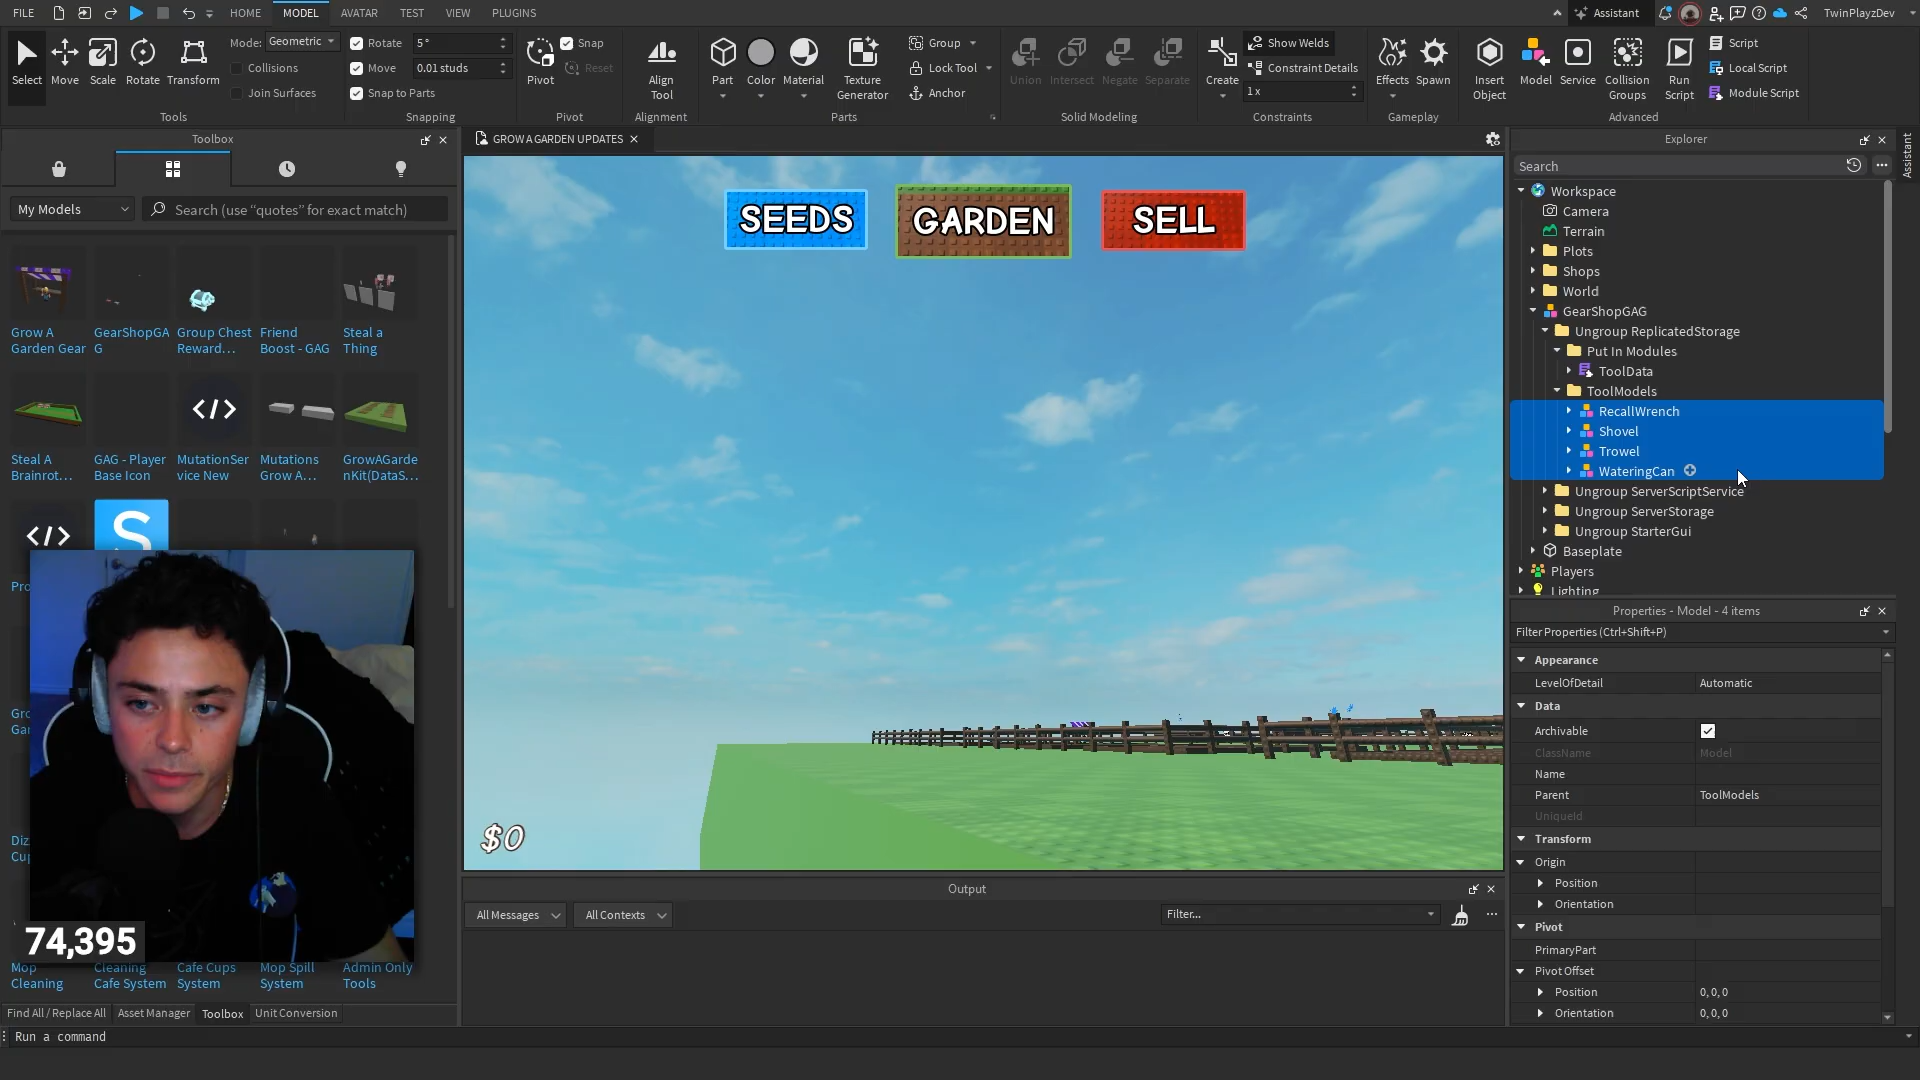 FILE
HOME
MODEL
AVATAR
TEST
VIEW
PLUGINS
Assistant
TwinPlayzDev
Select
Move
Scale
Rotate
Transform
Mode: Geometric
Collisions
Join Surfaces
Tools
Rotate 5°
Move 0.01 studs
Snap to Parts
Snapping
Pivot
Snap
Reset
Pivot
Align Tool
Alignment
Part
Color
Material
Texture Generator
Group
Lock Tool
Anchor
Parts
Union
Intersect
Negate
Separate
Solid Modeling
Create
Show Welds
Constraint Details
1 x
Constraints
Effects
Spawn
Gameplay
Insert Object
Model
Service
Collision Groups
Run Script
Script
Local Script
Module Script
Advanced
Toolbox
My Models
Search (use “quotes” for exact match)
Grow A Garden Gear
GearShopGAG
Group Chest Reward...
Friend Boost - GAG
Steal a Thing
Steal A Brainrot...
GAG - Player Base Icon
MutationService New
Mutations Grow A...
GrowAGardenKit(DataS...
S
Pro
Gro
Gar
Diz
Cup
74,395
Mop Cleaning
Cleaning Cafe System
Cafe Cups System
Mop Spill System
Admin Only Tools
Find All / Replace All
Asset Manager
Toolbox
Unit Conversion
Run a command
GROW A GARDEN UPDATES
SEEDS
GARDEN
SELL
$0
Output
All Messages
All Contexts
Filter...
Explorer
Assistant
Search
Workspace
Camera
Terrain
Plots
Shops
World
GearShopGAG
Ungroup ReplicatedStorage
Put In Modules
ToolData
ToolModels
RecallWrench
Shovel
Trowel
WateringCan
Ungroup ServerScriptService
Ungroup ServerStorage
Ungroup StarterGui
Baseplate
Players
Lighting
Properties - Model - 4 items
Filter Properties (Ctrl+Shift+P)
Appearance
LevelOfDetail Automatic
Data
Archivable
ClassName Model
Name
Parent ToolModels
UniqueId
Transform
Origin
Position
Orientation
Pivot
PrimaryPart
Pivot Offset
Position 0, 0, 0
Orientation 0, 0, 0